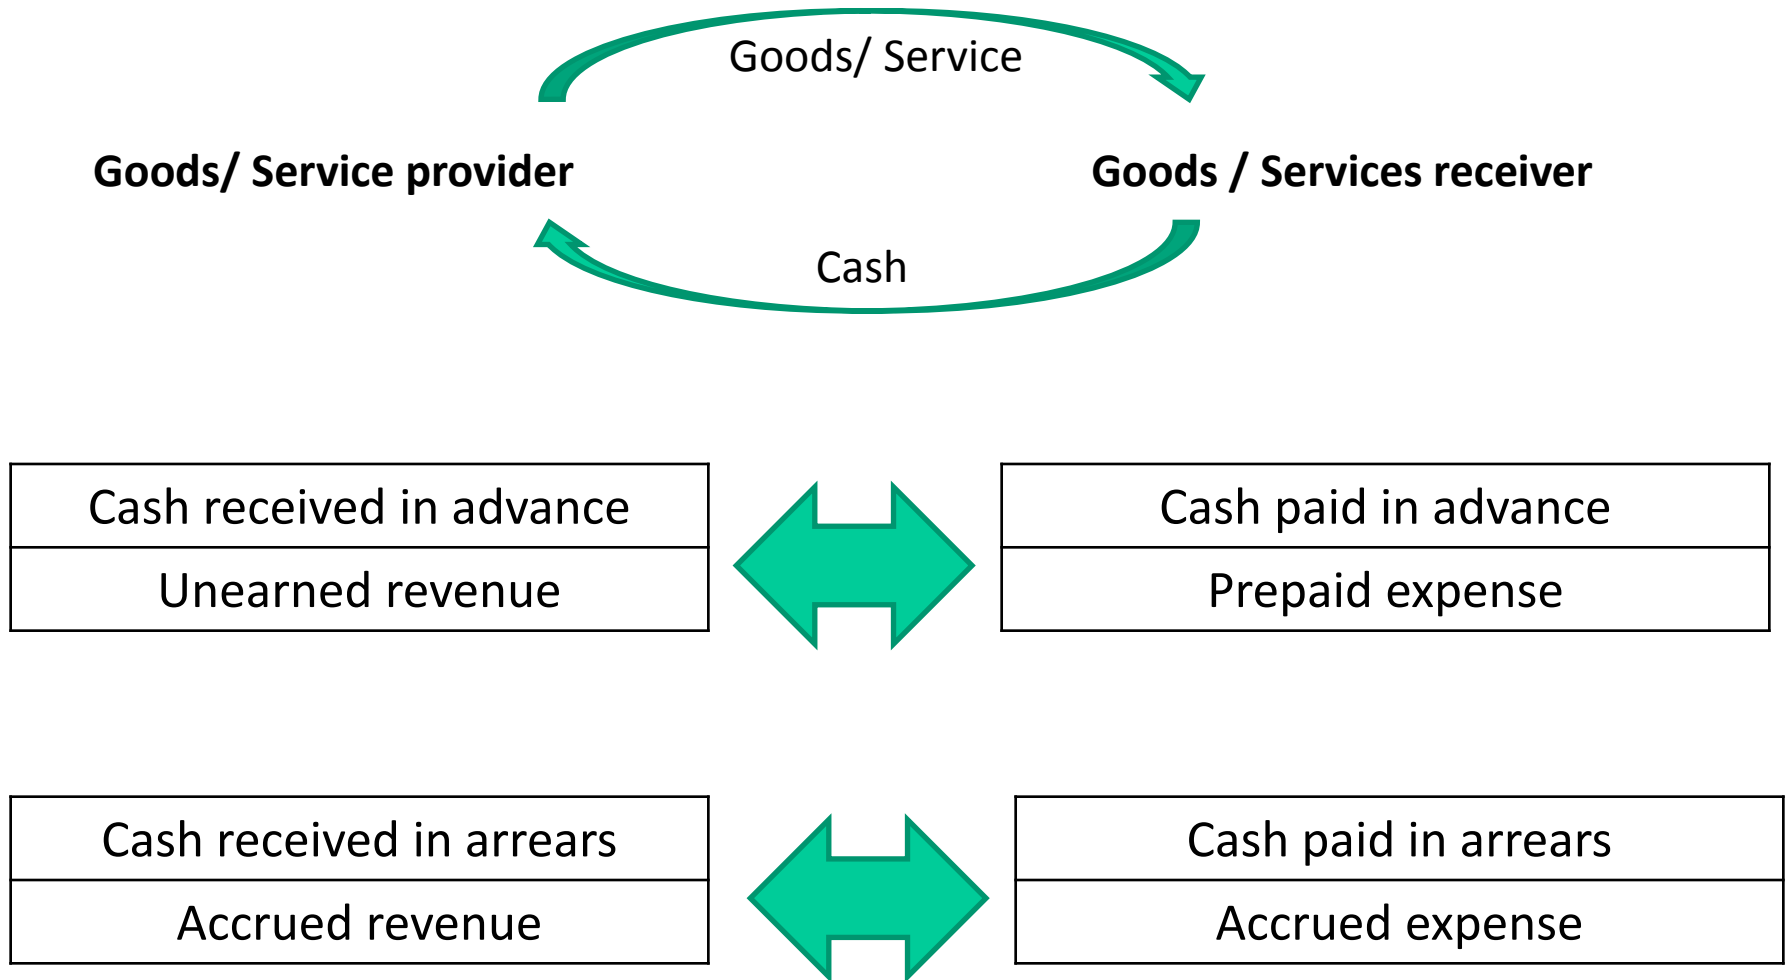 Goods/ Service
Goods/ Service provider
Goods / Services receiver
Cash
Cash received in advance
Cash paid in advance
Unearned revenue
Prepaid expense
Cash received in arrears
Cash paid in arrears
Accrued revenue
Accrued expense